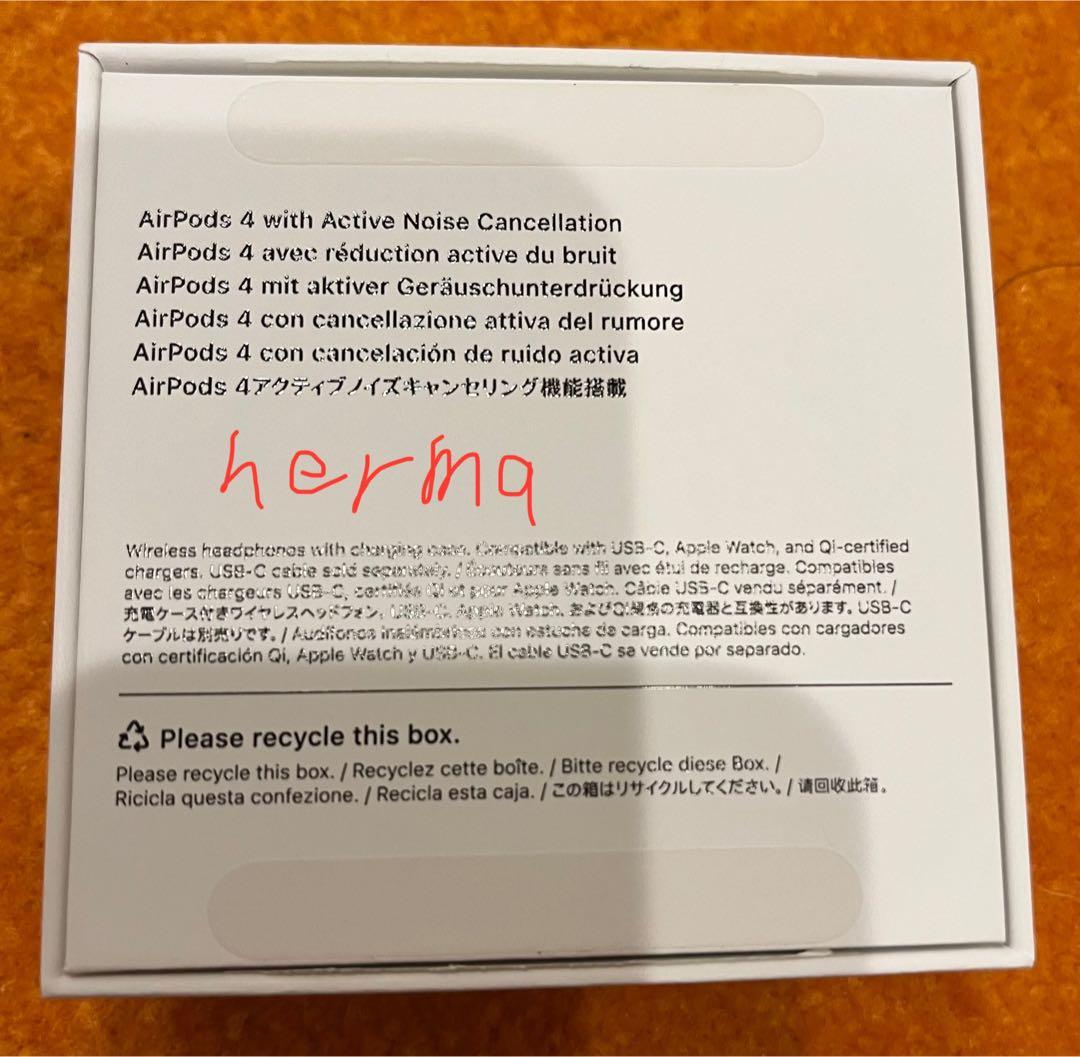 AirPods 4 with Active Noise Cancellation
AirPods 4 avec réduction active du bruit
AirPods 4 mit aktiver Geräuschunterdrückung
AirPods 4 con cancellazione attiva del rumore
AirPods 4 con cancelación de ruido activa
AirPods 4アクティブノイズキャンセリング機能搭載
herma
Wireless headphones with charging case. Compatible with USB-C, Apple Watch, and Qi-certified
chargers. USB-C cable sold separately. / Écouteurs sans fil avec étui de recharge. Compatibles
avec les chargeurs USB-C, certifiés Qi et pour Apple Watch. Câble USB-C vendu séparément. /
充電ケース付きワイヤレスヘッドフォン。USB-C、Apple Watch、およびQi規格の充電器と互換性があります。USB-C
ケーブルは別売りです。/ Audífonos inalámbricos con estuche de carga. Compatibles con cargadores
con certificación Qi, Apple Watch y USB-C. El cable USB-C se vende por separado.
Please recycle this box.
Please recycle this box. / Recyclez cette boîte. / Bitte recycle diese Box. /
Ricicla questa confezione. / Recicla esta caja. / この箱はリサイクルしてください。/ 请回收此箱。